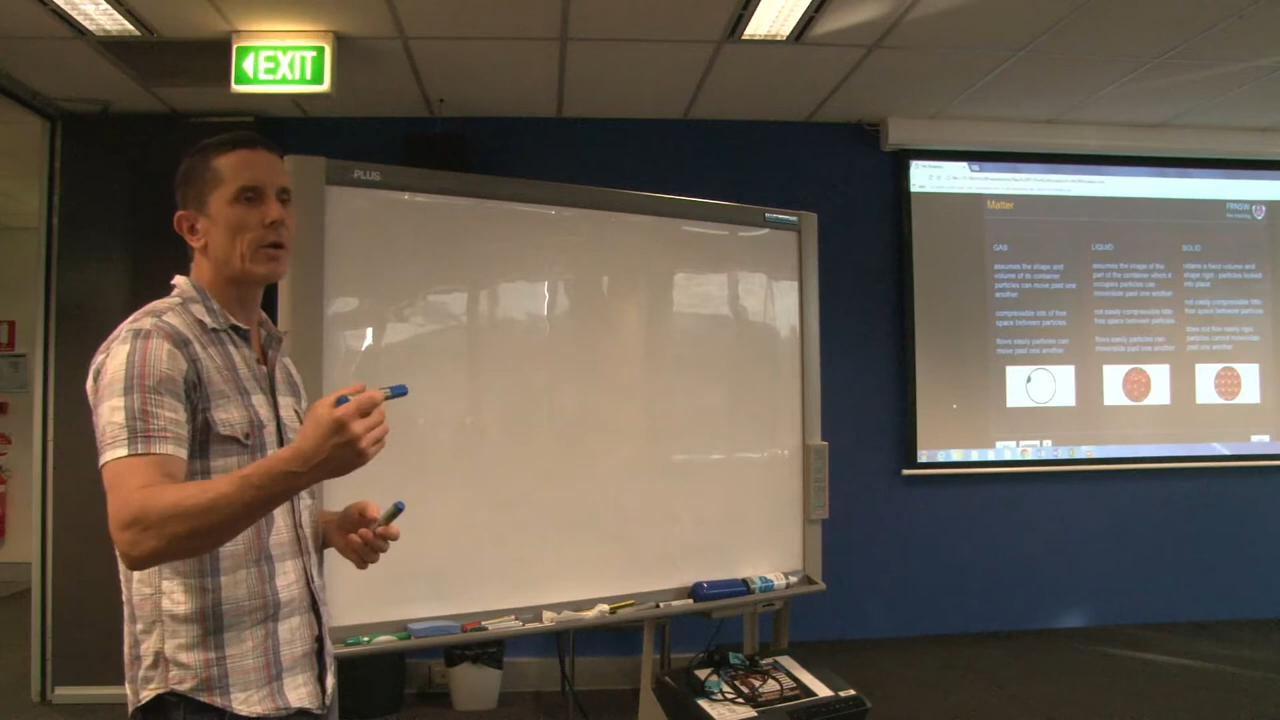 EXIT
PLUS
Matter
FRNSW
GAS
assumes the shape and
volume of its container
particles can move past one
another
compressible lots of free
space between particles
flows easily particles can
move past one another
LIQUID
assumes the shape of the
part of the container which it
occupies particles can
move/slide past one another
not easily compressible little
free space between particles
flows easily particles can
move/slide past one another
SOLID
retains a fixed volume and
shape rigid - particles locked
into place
not easily compressible little
free space between particles
does not flow easily rigid
particles cannot move/slide
past one another